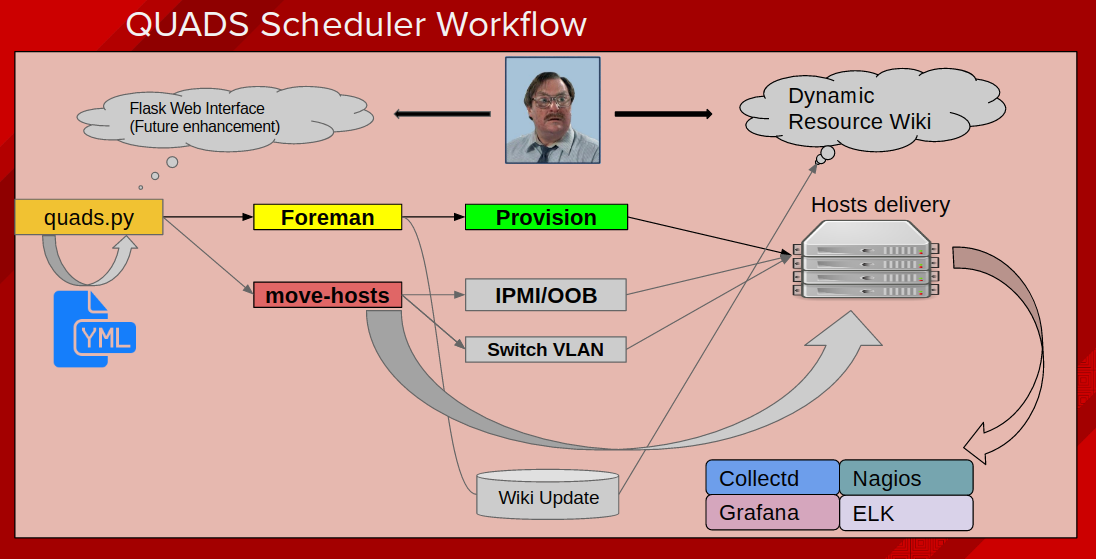 QUADS Scheduler Workflow
Flask Web Interface
(Future enhancement)
Dynamic
Resource Wiki
quads.py
Foreman
Provision
Hosts delivery
move-hosts
IPMI/OOB
YML
Switch VLAN
Wiki Update
Collectd
Nagios
Grafana
ELK